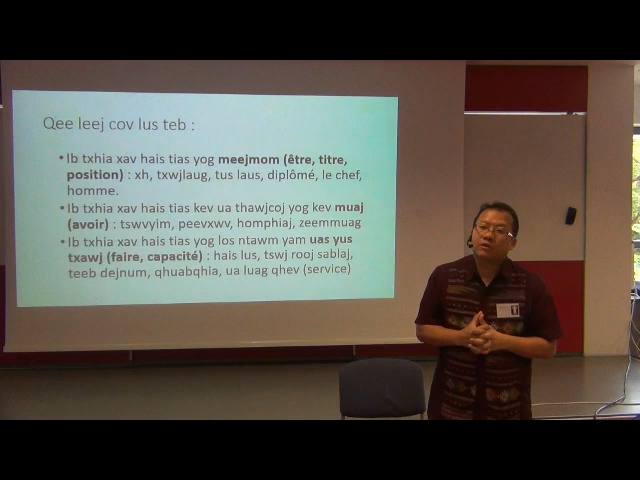 Qee leej cov lus teb :
• Ib txhia xav hais tias yog meejmom (être, titre,
position) : xh, txwjlaug, tus laus, diplômé, le chef,
homme.
• Ib txhia xav hais tias kev ua thawjcoj yog kev muaj
(avoir) : tswvyim, peevxwv, homphiaj, zeemmuag
• Ib txhia xav hais tias yog los ntawm yam uas yus
txawj (faire, capacité) : hais lus, tswj rooj sablaj,
teeb dejnum, qhuabqhia, ua luag qhev (service)